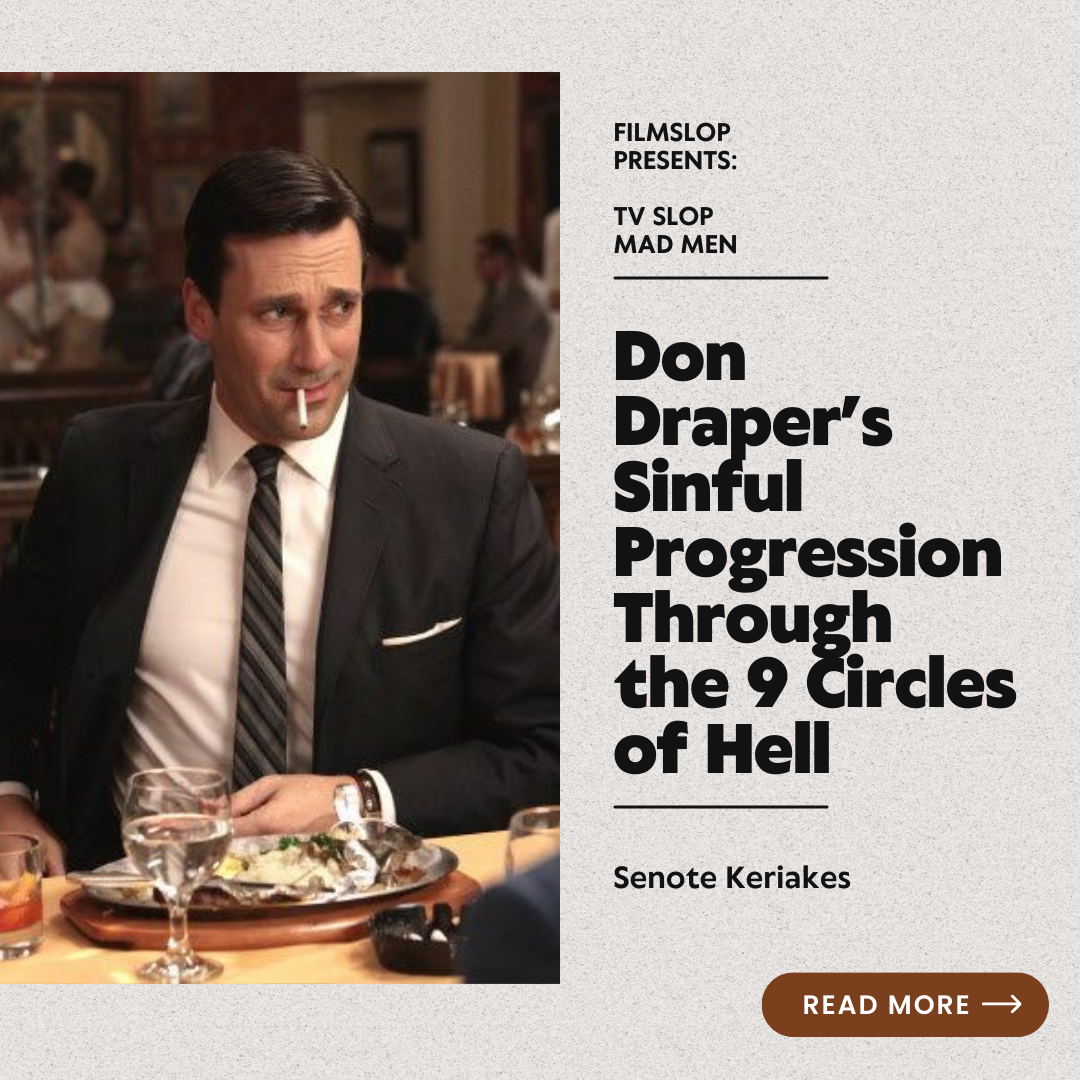 FILMSLOP
PRESENTS:
TV SLOP
MAD MEN
Don
Draper’s
Sinful
Progression
Through
the 9 Circles
of Hell
Senote Keriakes
READ MORE